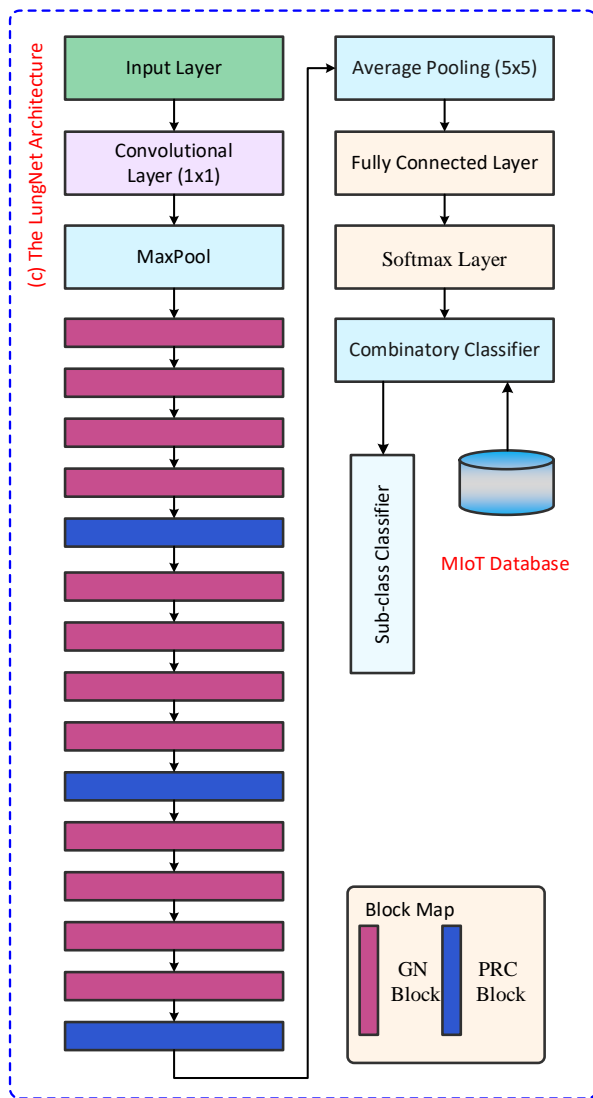 (c) The LungNet Architecture
Input Layer
Convolutional
Layer (1x1)
MaxPool
Average Pooling (5x5)
Fully Connected Layer
Softmax Layer
Combinatory Classifier
Sub-class Classifier
MIoT Database
Block Map
GN
Block
PRC
Block